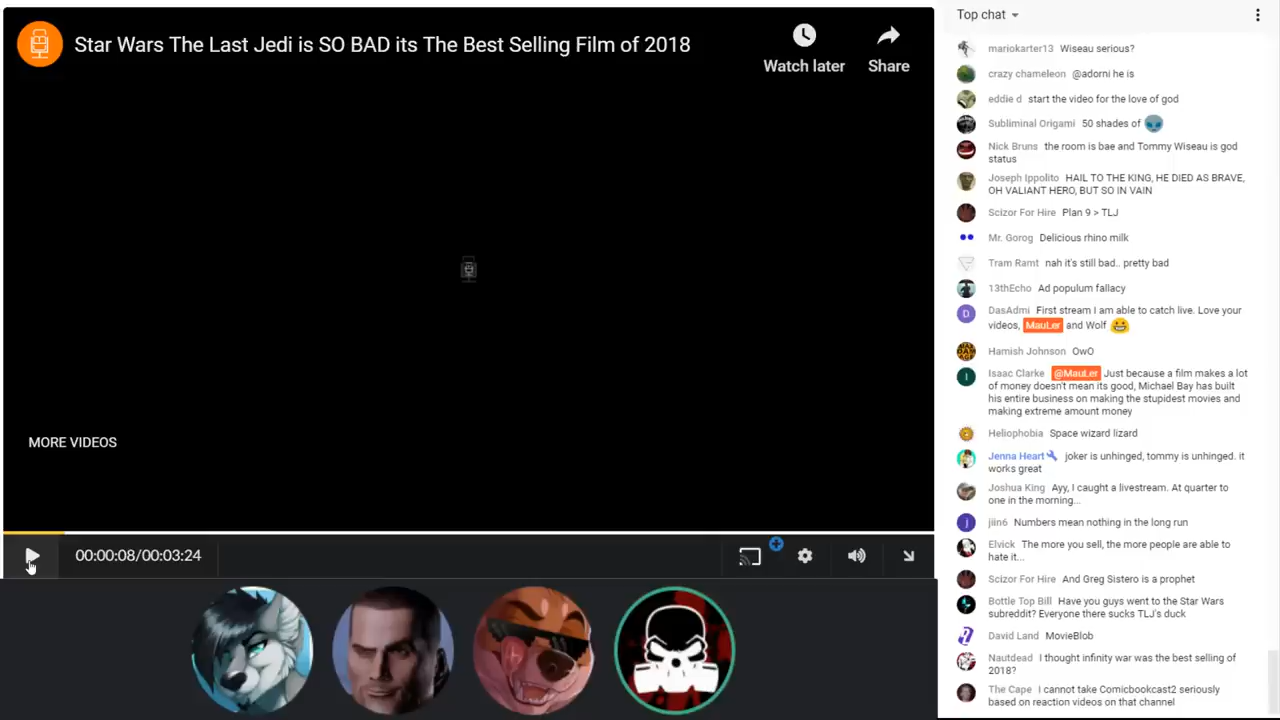 Star Wars The Last Jedi is SO BAD its The Best Selling Film of 2018
Watch later
Share
MORE VIDEOS
00:00:08/00:03:24
Top chat
mariokarter13 Wiseau serious?
crazy chameleon @adorni he is
eddie d start the video for the love of god
Subliminal Origami 50 shades of
Nick Bruns the room is bae and Tommy Wiseau is god
status
Joseph Ippolito HAIL TO THE KING, HE DIED AS BRAVE,
OH VALIANT HERO, BUT SO IN VAIN
Scizor For Hire Plan 9 > TLJ
Mr. Gorog Delicious rhino milk
Tram Ramt nah it's still bad.. pretty bad
13thEcho Ad populum fallacy
D
DasAdmi First stream I am able to catch live. Love your
videos, MauLer and Wolf
Hamish Johnson OwO
I
Isaac Clarke @MauLer Just because a film makes a lot
of money doesn't mean its good, Michael Bay has built
his entire business on making the stupidest movies and
making extreme amount money
Heliophobia Space wizard lizard
Jenna Heart joker is unhinged, tommy is unhinged. it
works great
Joshua King Ayy, I caught a livestream. At quarter to
one in the morning...
j
jiin6 Numbers mean nothing in the long run
Elvick The more you sell, the more people are able to
hate it...
Scizor For Hire And Greg Sistero is a prophet
Bottle Top Bill Have you guys went to the Star Wars
subreddit? Everyone there sucks TLJ's duck
David Land MovieBlob
Nautdead I thought infinity war was the best selling of
2018?
The Cape I cannot take Comicbookcast2 seriously
based on reaction videos on that channel